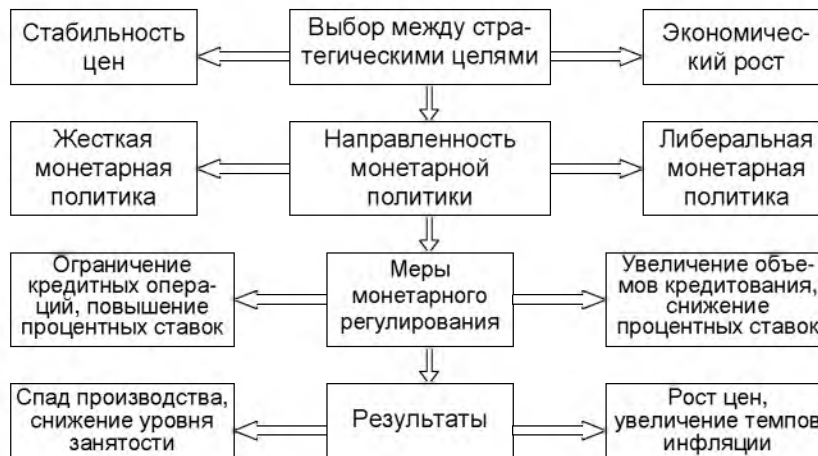 Стабильность
цен
Выбор между стра-
тегическими целями
Экономичес-
кий рост
Жесткая
монетарная
политика
Направленность
монетарной
политики
Либеральная
монетарная
политика
Ограничение
кредитных опера-
ций, повышение
процентных ставок
Меры
монетарного
регулирования
Увеличение объе-
мов кредитования,
снижение
процентных ставок
Спад производства,
снижение уровня
занятости
Результаты
Рост цен,
увеличение темпов
инфляции